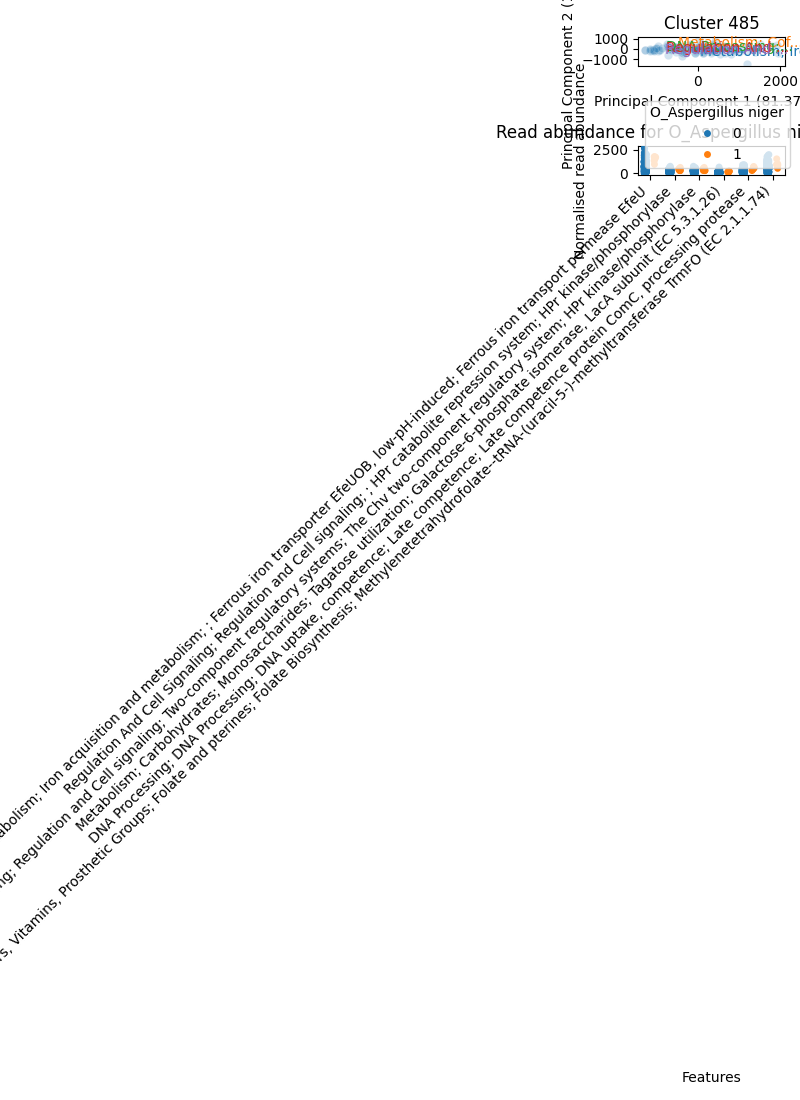 Cluster 485
1000
0
−1000
0
2000
Principal Component 2 (
Principal Component 1 (81.37
Read abundance for O_Aspergillus ni
O_Aspergillus niger
0
1
2500
0
Normalised read abundance
abolism; Iron acquisition and metabolism; ; Ferrous iron transporter EfeUOB, low-pH-induced; Ferrous iron transport permease EfeU
Regulation And Cell Signaling; Regulation and Cell signaling; ; HPr catabolite repression system; HPr kinase/phosphorylase
ng; Regulation and Cell signaling; Two-component regulatory systems; The Chv two-component regulatory system; HPr kinase/phosphorylase
Metabolism; Carbohydrates; Monosaccharides; Tagatose utilization; Galactose-6-phosphate isomerase, LacA subunit (EC 5.3.1.26)
DNA Processing; DNA Processing; DNA uptake, competence; Late competence; Late competence protein ComC, processing protease
rs, Vitamins, Prosthetic Groups; Folate and pterines; Folate Biosynthesis; Methylenetetrahydrofolate--tRNA-(uracil-5-)-methyltransferase TrmFO (EC 2.1.1.74)
Features